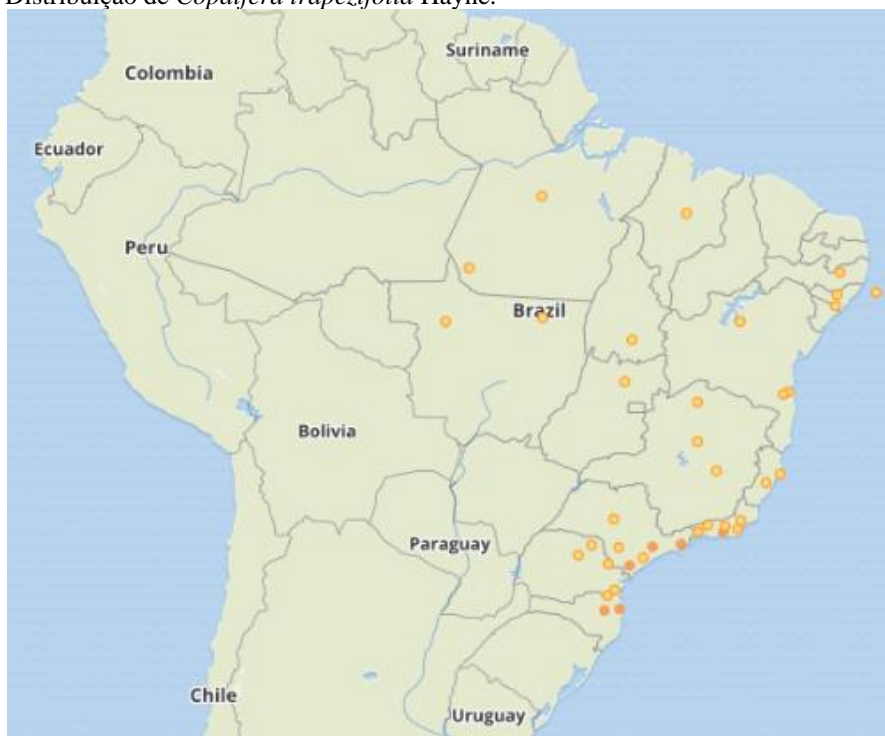 Distribuição de Copaifera trapezifolia Hayne.
Suriname
Colombia
Ecuador
Peru
Brazil
Bolivia
Paraguay
Chile
Uruguay